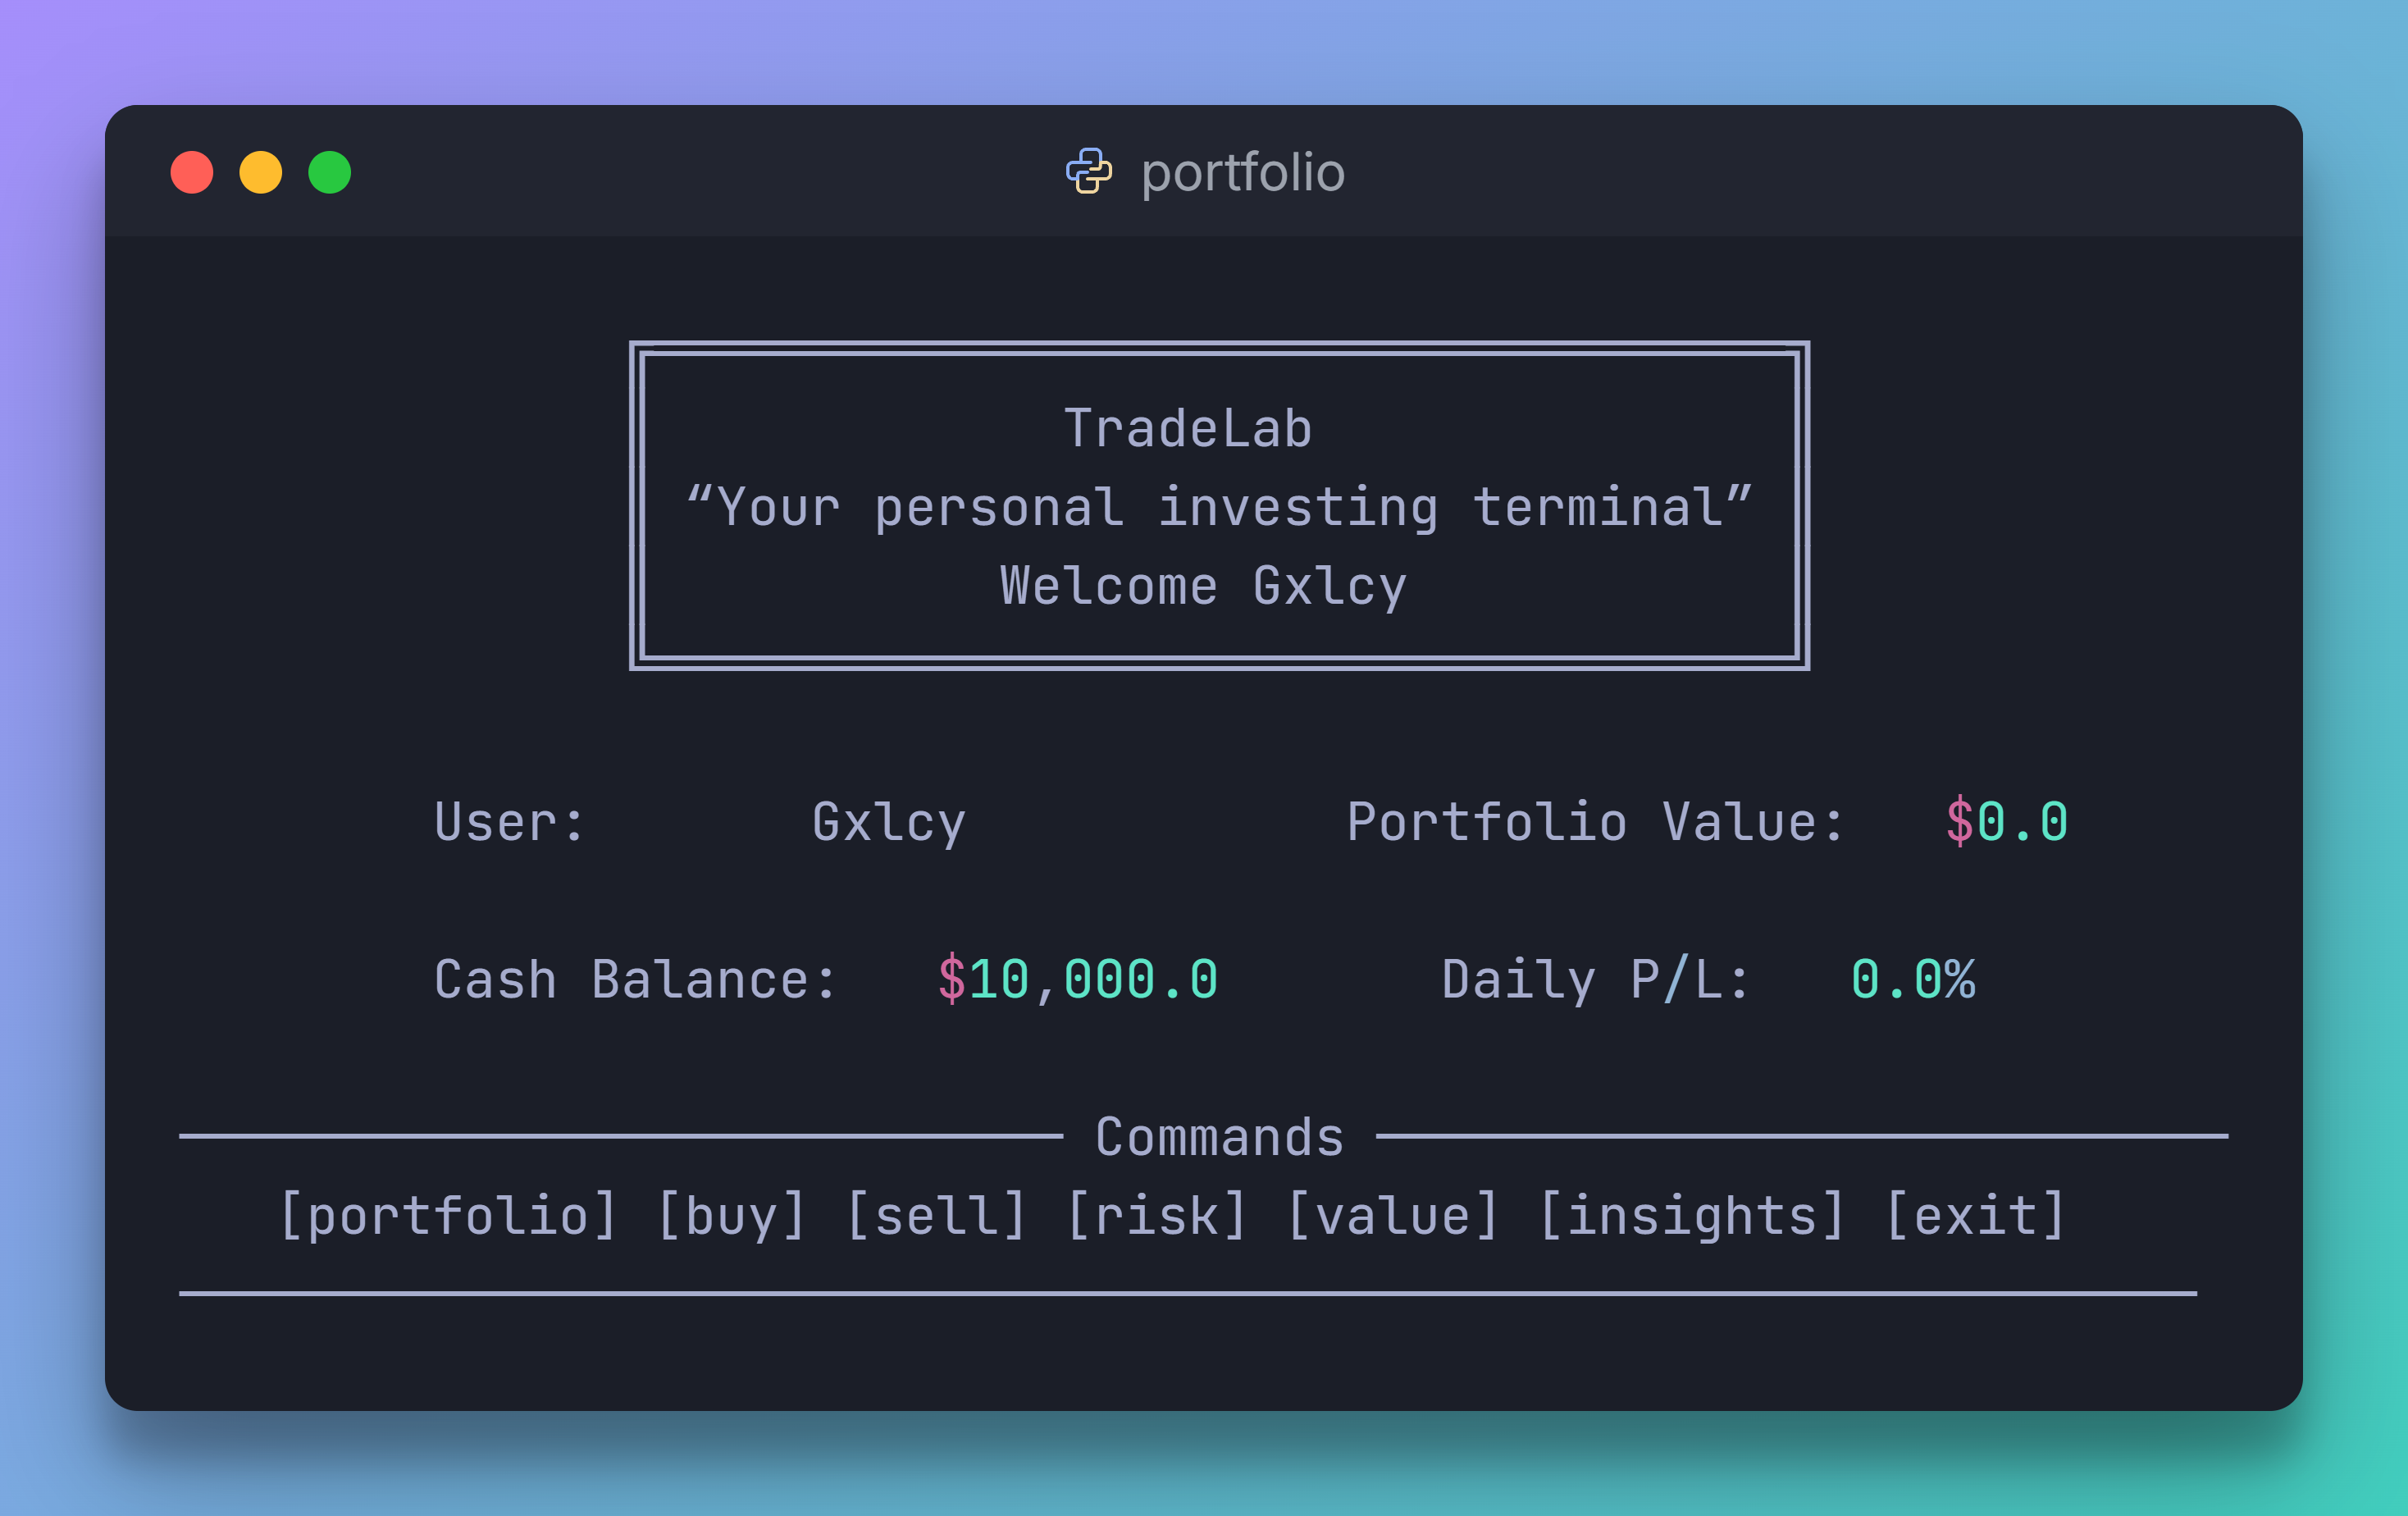 portfolio
TradeLab
“Your personal investing terminal”
Welcome Gxlcy
User: Gxlcy Portfolio Value: $0.0
Cash Balance: $10,000.0 Daily P/L: 0.0%
Commands
[portfolio] [buy] [sell] [risk] [value] [insights] [exit]